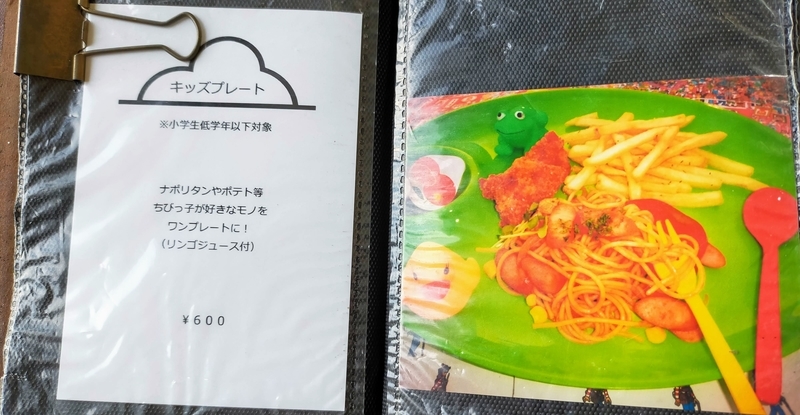 キッズプレート
※小学生低学年以下対象
ナポリタンやポテト等
ちびっ子が好きなモノを
ワンプレートに！
（リンゴジュース付）
￥６００